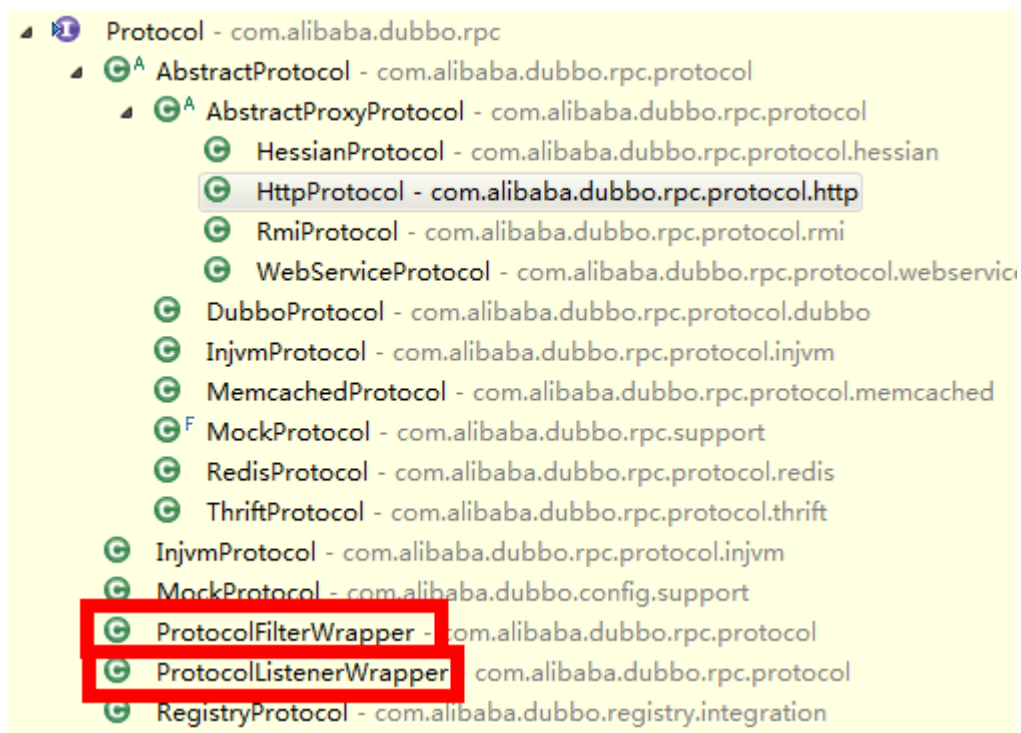 Protocol - com.alibaba.dubbo.rpc
AbstractProtocol - com.alibaba.dubbo.rpc.protocol
AbstractProxyProtocol - com.alibaba.dubbo.rpc.protocol
HessianProtocol - com.alibaba.dubbo.rpc.protocol.hessian
HttpProtocol - com.alibaba.dubbo.rpc.protocol.http
RmiProtocol - com.alibaba.dubbo.rpc.protocol.rmi
WebServiceProtocol - com.alibaba.dubbo.rpc.protocol.webservice
DubboProtocol - com.alibaba.dubbo.rpc.protocol.dubbo
InjvmProtocol - com.alibaba.dubbo.rpc.protocol.injvm
MemcachedProtocol - com.alibaba.dubbo.rpc.protocol.memcached
MockProtocol - com.alibaba.dubbo.rpc.support
RedisProtocol - com.alibaba.dubbo.rpc.protocol.redis
ThriftProtocol - com.alibaba.dubbo.rpc.protocol.thrift
InjvmProtocol - com.alibaba.dubbo.rpc.protocol.injvm
MockProtocol - com.alibaba.dubbo.config.support
ProtocolFilterWrapper - com.alibaba.dubbo.rpc.protocol
ProtocolListenerWrapper com.alibaba.dubbo.rpc.protocol
RegistryProtocol - com.alibaba.dubbo.registry.integration